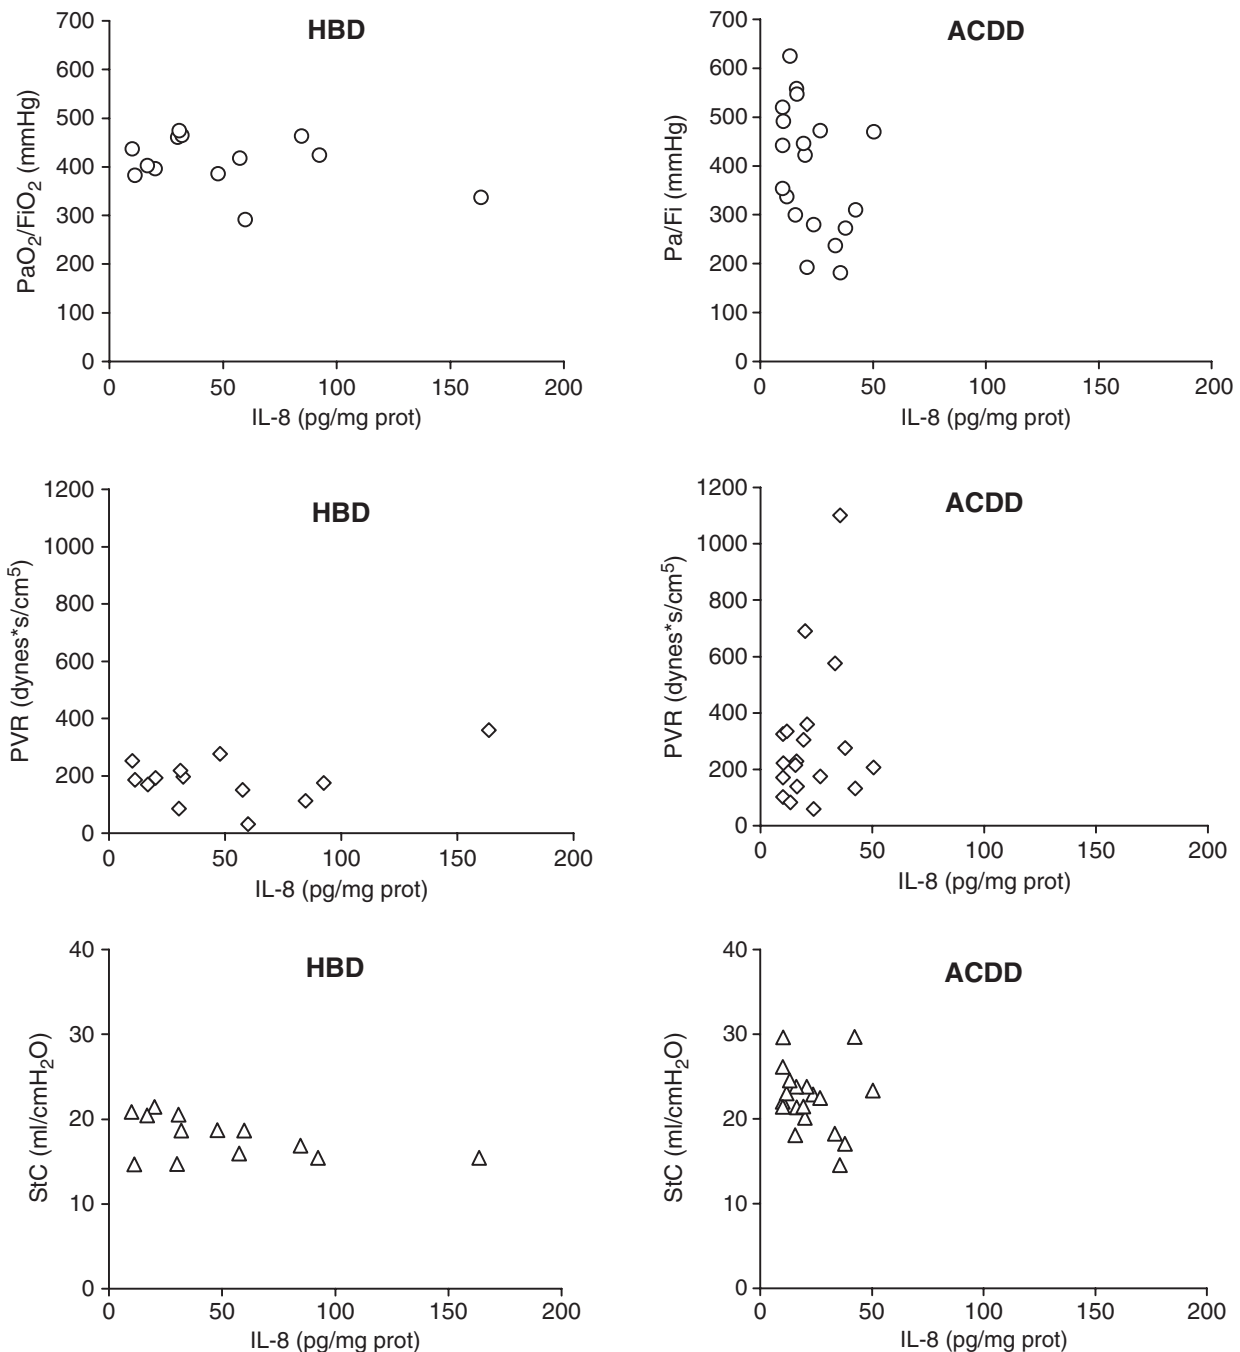 HBD
700
600
500
400
300
200
100
0
PaO2/FiO2 (mmHg)
0 50 100 150 200
IL-8 (pg/mg prot)
ACDD
700
600
500
400
300
200
100
0
Pa/Fi (mmHg)
0 50 100 150 200
IL-8 (pg/mg prot)
HBD
1200
1000
800
600
400
200
0
PVR (dynes*s/cm5)
0 50 100 150 200
IL-8 (pg/mg prot)
ACDD
1200
1000
800
600
400
200
0
PVR (dynes*s/cm5)
0 50 100 150 200
IL-8 (pg/mg prot)
HBD
40
30
20
10
0
StC (ml/cmH2O)
0 50 100 150 200
IL-8 (pg/mg prot)
ACDD
40
30
20
10
0
StC (ml/cmH2O)
0 50 100 150 200
IL-8 (pg/mg prot)